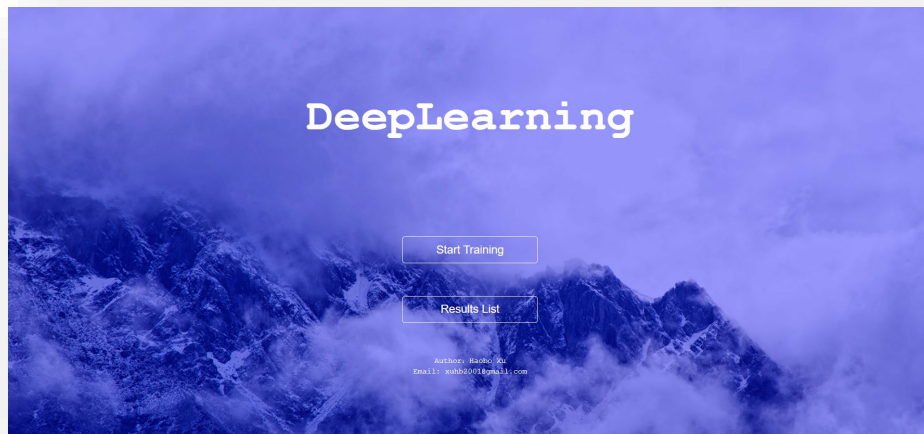 DeepLearning
Start Training
Results List
Author: Haobo Xu
Email: xuhb2001@gmail.com